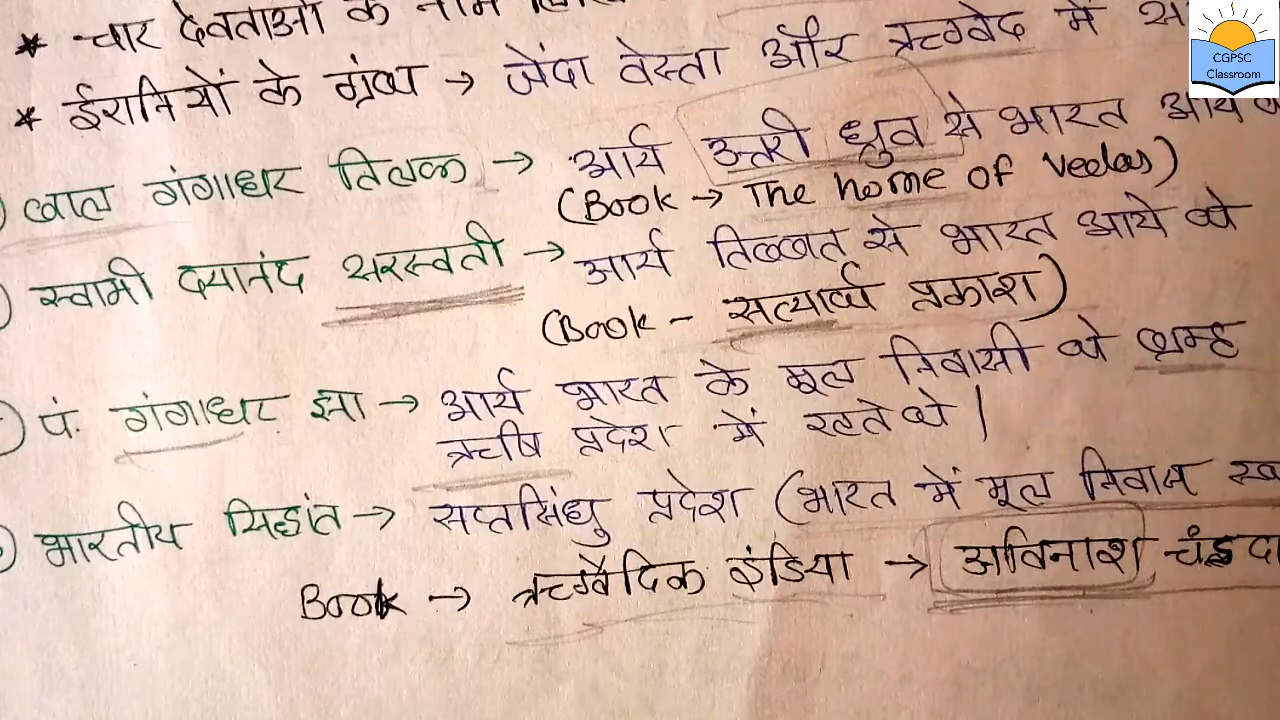 * चार देवताओ के नाम
* ईरानियों के ग्रंथ → जेंदा वेस्ता और ऋग्वेद में
बाल गंगाधर तिलक → आर्य उत्तरी ध्रुव से भारत आये
(Book → The home of Vedas)
स्वामी दयानंद सरस्वती → आर्य तिब्बत से भारत आये थे
(Book - सत्यार्थ प्रकाश)
पं. गंगाधर झा → आर्य भारत के मूल निवासी थे ब्रम्ह
ऋषि प्रदेश में रहते थे |
भारतीय सिद्धांत → सप्तसिंधु प्रदेश (भारत में मूल निवास
Book → ऋग्वैदिक इंडिया → अविनाश चंद्र
CGPSC
Classroom